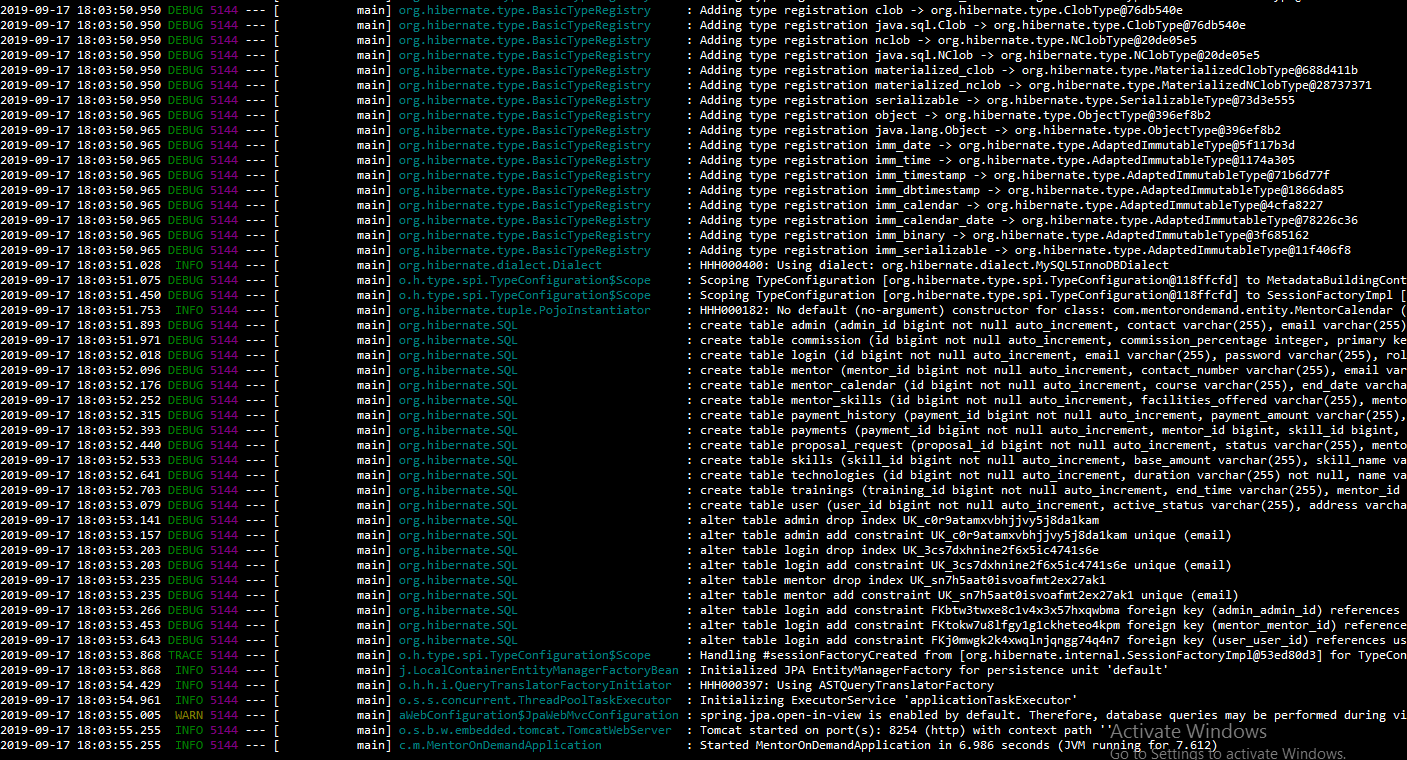 2019-09-17 18:03:50.950 DEBUG 5144 --- [           main] org.hibernate.type.BasicTypeRegistry     : Adding type registration clob -> org.hibernate.type.ClobType@76db540e
2019-09-17 18:03:50.950 DEBUG 5144 --- [           main] org.hibernate.type.BasicTypeRegistry     : Adding type registration java.sql.Clob -> org.hibernate.type.ClobType@76db540e
2019-09-17 18:03:50.950 DEBUG 5144 --- [           main] org.hibernate.type.BasicTypeRegistry     : Adding type registration nclob -> org.hibernate.type.NClobType@20de05e5
2019-09-17 18:03:50.950 DEBUG 5144 --- [           main] org.hibernate.type.BasicTypeRegistry     : Adding type registration java.sql.NClob -> org.hibernate.type.NClobType@20de05e5
2019-09-17 18:03:50.950 DEBUG 5144 --- [           main] org.hibernate.type.BasicTypeRegistry     : Adding type registration materialized_clob -> org.hibernate.type.MaterializedClobType@688d411b
2019-09-17 18:03:50.950 DEBUG 5144 --- [           main] org.hibernate.type.BasicTypeRegistry     : Adding type registration materialized_nclob -> org.hibernate.type.MaterializedNClobType@28737371
2019-09-17 18:03:50.950 DEBUG 5144 --- [           main] org.hibernate.type.BasicTypeRegistry     : Adding type registration serializable -> org.hibernate.type.SerializableType@73d3e555
2019-09-17 18:03:50.965 DEBUG 5144 --- [           main] org.hibernate.type.BasicTypeRegistry     : Adding type registration object -> org.hibernate.type.ObjectType@396ef8b2
2019-09-17 18:03:50.965 DEBUG 5144 --- [           main] org.hibernate.type.BasicTypeRegistry     : Adding type registration java.lang.Object -> org.hibernate.type.ObjectType@396ef8b2
2019-09-17 18:03:50.965 DEBUG 5144 --- [           main] org.hibernate.type.BasicTypeRegistry     : Adding type registration imm_date -> org.hibernate.type.AdaptedImmutableType@5f117b3d
2019-09-17 18:03:50.965 DEBUG 5144 --- [           main] org.hibernate.type.BasicTypeRegistry     : Adding type registration imm_time -> org.hibernate.type.AdaptedImmutableType@1174a305
2019-09-17 18:03:50.965 DEBUG 5144 --- [           main] org.hibernate.type.BasicTypeRegistry     : Adding type registration imm_timestamp -> org.hibernate.type.AdaptedImmutableType@71b6d77f
2019-09-17 18:03:50.965 DEBUG 5144 --- [           main] org.hibernate.type.BasicTypeRegistry     : Adding type registration imm_dbtimestamp -> org.hibernate.type.AdaptedImmutableType@1866da85
2019-09-17 18:03:50.965 DEBUG 5144 --- [           main] org.hibernate.type.BasicTypeRegistry     : Adding type registration imm_calendar -> org.hibernate.type.AdaptedImmutableType@4cfa8227
2019-09-17 18:03:50.965 DEBUG 5144 --- [           main] org.hibernate.type.BasicTypeRegistry     : Adding type registration imm_calendar_date -> org.hibernate.type.AdaptedImmutableType@78226c36
2019-09-17 18:03:50.965 DEBUG 5144 --- [           main] org.hibernate.type.BasicTypeRegistry     : Adding type registration imm_binary -> org.hibernate.type.AdaptedImmutableType@3f685162
2019-09-17 18:03:50.965 DEBUG 5144 --- [           main] org.hibernate.type.BasicTypeRegistry     : Adding type registration imm_serializable -> org.hibernate.type.AdaptedImmutableType@11f406f8
2019-09-17 18:03:51.028  INFO 5144 --- [           main] org.hibernate.dialect.Dialect            : HHH000400: Using dialect: org.hibernate.dialect.MySQL5InnoDBDialect
2019-09-17 18:03:51.075 DEBUG 5144 --- [           main] o.h.type.spi.TypeConfiguration$Scope     : Scoping TypeConfiguration [org.hibernate.type.spi.TypeConfiguration@118ffcfd] to MetadataBuildingCont
2019-09-17 18:03:51.450 DEBUG 5144 --- [           main] o.h.type.spi.TypeConfiguration$Scope     : Scoping TypeConfiguration [org.hibernate.type.spi.TypeConfiguration@118ffcfd] to SessionFactoryImpl [
2019-09-17 18:03:51.753  INFO 5144 --- [           main] org.hibernate.tuple.PojoInstantiator     : HHH000182: No default (no-argument) constructor for class: com.mentorondemand.entity.MentorCalendar (
2019-09-17 18:03:51.893 DEBUG 5144 --- [           main] org.hibernate.SQL                        : create table admin (admin_id bigint not null auto_increment, contact varchar(255), email varchar(255)
2019-09-17 18:03:51.971 DEBUG 5144 --- [           main] org.hibernate.SQL                        : create table commission (id bigint not null auto_increment, commission_percentage integer, primary ke
2019-09-17 18:03:52.018 DEBUG 5144 --- [           main] org.hibernate.SQL                        : create table login (id bigint not null auto_increment, email varchar(255), password varchar(255), rol
2019-09-17 18:03:52.096 DEBUG 5144 --- [           main] org.hibernate.SQL                        : create table mentor (mentor_id bigint not null auto_increment, contact_number varchar(255), email var
2019-09-17 18:03:52.176 DEBUG 5144 --- [           main] org.hibernate.SQL                        : create table mentor_calendar (id bigint not null auto_increment, course varchar(255), end_date varcha
2019-09-17 18:03:52.252 DEBUG 5144 --- [           main] org.hibernate.SQL                        : create table mentor_skills (id bigint not null auto_increment, facilities_offered varchar(255), mento
2019-09-17 18:03:52.315 DEBUG 5144 --- [           main] org.hibernate.SQL                        : create table payment_history (payment_id bigint not null auto_increment, payment_amount varchar(255),
2019-09-17 18:03:52.393 DEBUG 5144 --- [           main] org.hibernate.SQL                        : create table payments (payment_id bigint not null auto_increment, mentor_id bigint, skill_id bigint,
2019-09-17 18:03:52.440 DEBUG 5144 --- [           main] org.hibernate.SQL                        : create table proposal_request (proposal_id bigint not null auto_increment, status varchar(255), mento
2019-09-17 18:03:52.533 DEBUG 5144 --- [           main] org.hibernate.SQL                        : create table skills (skill_id bigint not null auto_increment, base_amount varchar(255), skill_name va
2019-09-17 18:03:52.641 DEBUG 5144 --- [           main] org.hibernate.SQL                        : create table technologies (id bigint not null auto_increment, duration varchar(255) not null, name va
2019-09-17 18:03:52.703 DEBUG 5144 --- [           main] org.hibernate.SQL                        : create table trainings (training_id bigint not null auto_increment, end_time varchar(255), mentor_id
2019-09-17 18:03:53.079 DEBUG 5144 --- [           main] org.hibernate.SQL                        : create table user (user_id bigint not null auto_increment, active_status varchar(255), address varcha
2019-09-17 18:03:53.141 DEBUG 5144 --- [           main] org.hibernate.SQL                        : alter table admin drop index UK_c0r9atamxvbhjjvy5j8da1kam
2019-09-17 18:03:53.157 DEBUG 5144 --- [           main] org.hibernate.SQL                        : alter table admin add constraint UK_c0r9atamxvbhjjvy5j8da1kam unique (email)
2019-09-17 18:03:53.203 DEBUG 5144 --- [           main] org.hibernate.SQL                        : alter table login drop index UK_3cs7dxhnine2f6x5ic4741s6e
2019-09-17 18:03:53.203 DEBUG 5144 --- [           main] org.hibernate.SQL                        : alter table login add constraint UK_3cs7dxhnine2f6x5ic4741s6e unique (email)
2019-09-17 18:03:53.235 DEBUG 5144 --- [           main] org.hibernate.SQL                        : alter table mentor drop index UK_sn7h5aat0isvoafmt2ex27ak1
2019-09-17 18:03:53.235 DEBUG 5144 --- [           main] org.hibernate.SQL                        : alter table mentor add constraint UK_sn7h5aat0isvoafmt2ex27ak1 unique (email)
2019-09-17 18:03:53.266 DEBUG 5144 --- [           main] org.hibernate.SQL                        : alter table login add constraint FKbtw3twxe8c1v4x3x57hxqwbma foreign key (admin_admin_id) references
2019-09-17 18:03:53.453 DEBUG 5144 --- [           main] org.hibernate.SQL                        : alter table login add constraint FKtokw7u8lfgy1g1ckheteo4kpm foreign key (mentor_mentor_id) reference
2019-09-17 18:03:53.643 DEBUG 5144 --- [           main] org.hibernate.SQL                        : alter table login add constraint FKj0mwgk2k4xwqlnjqngg74q4n7 foreign key (user_user_id) references us
2019-09-17 18:03:53.868 TRACE 5144 --- [           main] o.h.type.spi.TypeConfiguration$Scope     : Handling #sessionFactoryCreated from [org.hibernate.internal.SessionFactoryImpl@53ed80d3] for TypeCon
2019-09-17 18:03:53.868  INFO 5144 --- [           main] j.LocalContainerEntityManagerFactoryBean : Initialized JPA EntityManagerFactory for persistence unit 'default'
2019-09-17 18:03:54.429  INFO 5144 --- [           main] o.h.h.i.QueryTranslatorFactoryInitiator  : HHH000397: Using ASTQueryTranslatorFactory
2019-09-17 18:03:54.961  INFO 5144 --- [           main] o.s.s.concurrent.ThreadPoolTaskExecutor  : Initializing ExecutorService 'applicationTaskExecutor'
2019-09-17 18:03:55.005  WARN 5144 --- [           main] aWebConfiguration$JpaWebMvcConfiguration : spring.jpa.open-in-view is enabled by default. Therefore, database queries may be performed during vi
2019-09-17 18:03:55.255  INFO 5144 --- [           main] o.s.b.w.embedded.tomcat.TomcatWebServer  : Tomcat started on port(s): 8254 (http) with context path ''
2019-09-17 18:03:55.255  INFO 5144 --- [           main] c.m.MentorOnDemandApplication            : Started MentorOnDemandApplication in 6.986 seconds (JVM running for 7.612)
Activate Windows
Go to Settings to activate Windows.